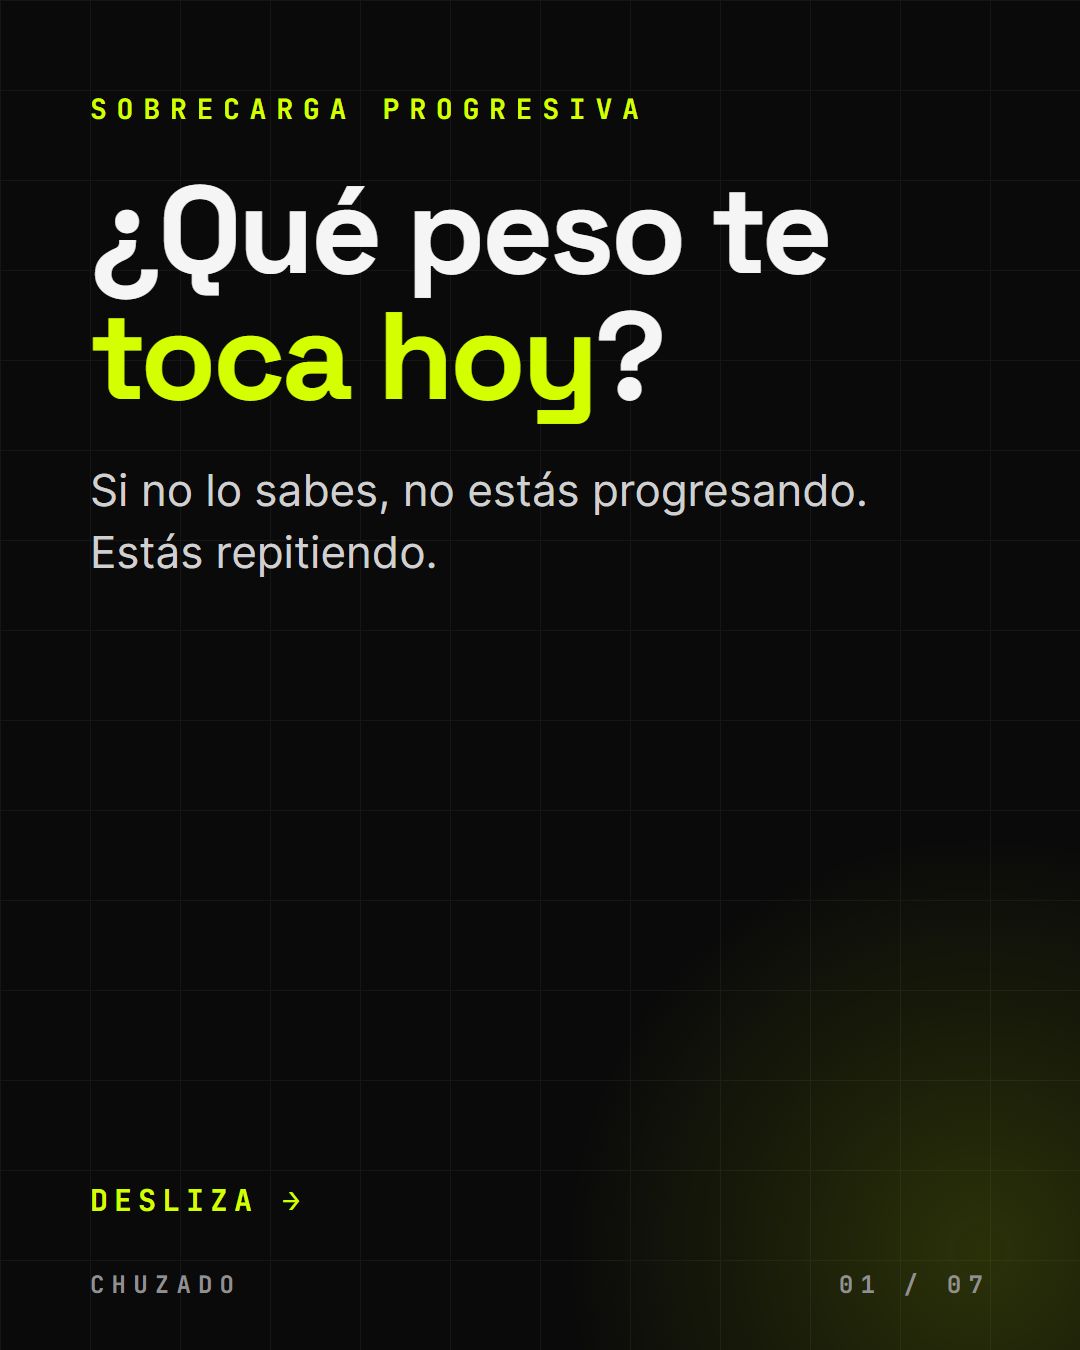 SOBRECARGA PROGRESIVA
¿Qué peso te
toca hoy?
Si no lo sabes, no estás progresando.
Estás repitiendo.
DESLIZA →
CHUZADO
01 / 07